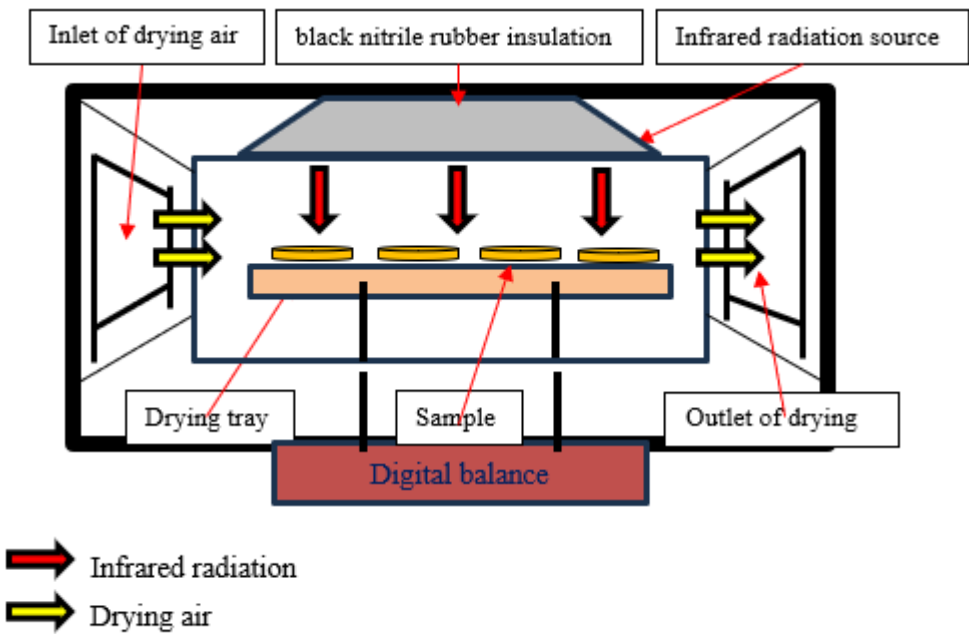 Inlet of drying air
black nitrile rubber insulation
Infrared radiation source
Drying tray
Sample
Outlet of drying
Digital balance
Infrared radiation
Drying air